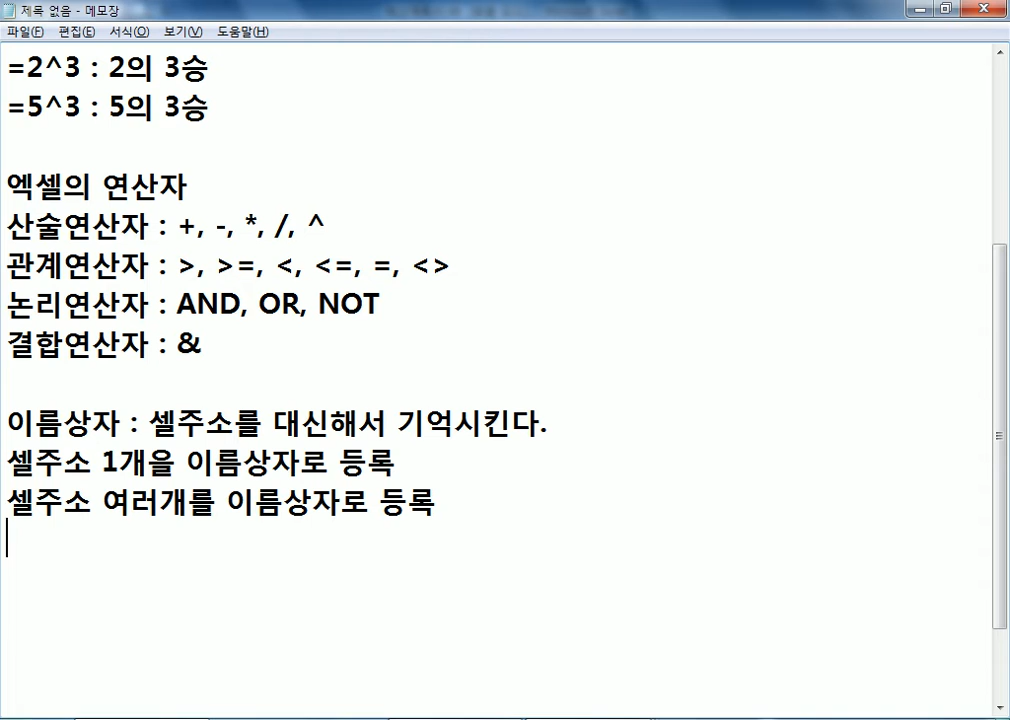 제목 없음 - 메모장
파일(F) 편집(E) 서식(O) 보기(V) 도움말(H)
=2^3 : 2의 3승
=5^3 : 5의 3승
엑셀의 연산자
산술연산자 : +, -, *, /, ^
관계연산자 : >, >=, <, <=, =, <>
논리연산자 : AND, OR, NOT
결합연산자 : &
이름상자 : 셀주소를 대신해서 기억시킨다.
셀주소 1개을 이름상자로 등록
셀주소 여러개를 이름상자로 등록